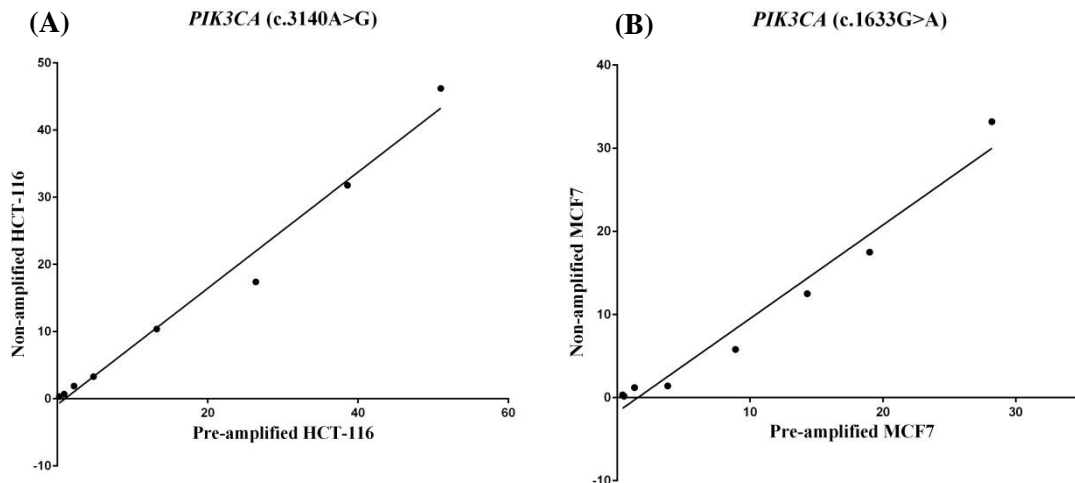 (A)
PIK3CA (c.3140A>G)
50
40
30
20
10
0
-10
20
40
60
Non-amplified HCT-116
Pre-amplified HCT-116
(B)
PIK3CA (c.1633G>A)
40
30
20
10
0
-10
10
20
30
Non-amplified MCF7
Pre-amplified MCF7